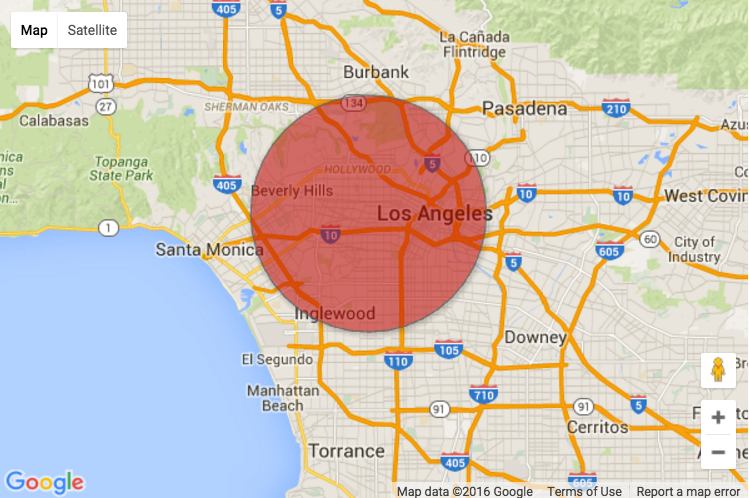 Map Satellite
405
5
La Cañada
Flintridge
Burbank
101
27
SHERMAN OAKS
134
Pasadena
210
Calabasas
Azus
Topanga
State Park
HOLLYWOOD
5
110
405
Beverly Hills
10
10
West Covin
Los Angeles
1
10
60
City of
Industry
Santa Monica
605
5
Inglewood
Downey
El Segundo
110
105
Manhattan
Beach
710
91
91
5
Cerritos
Torrance
405
605
Google
Map data ©2016 Google Terms of Use Report a map error